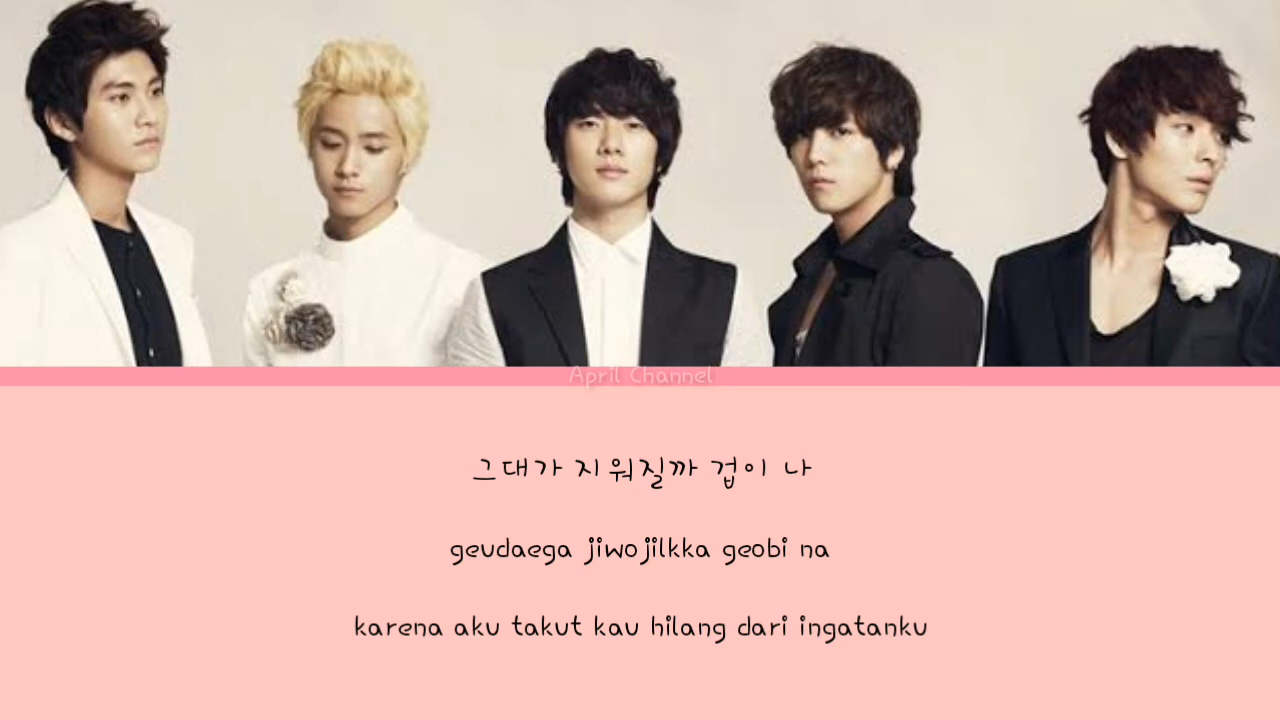 April Channel
그대가 지워질까 겁이 나
geudaega jiwojilkka geobi na
karena aku takut kau hilang dari ingatanku